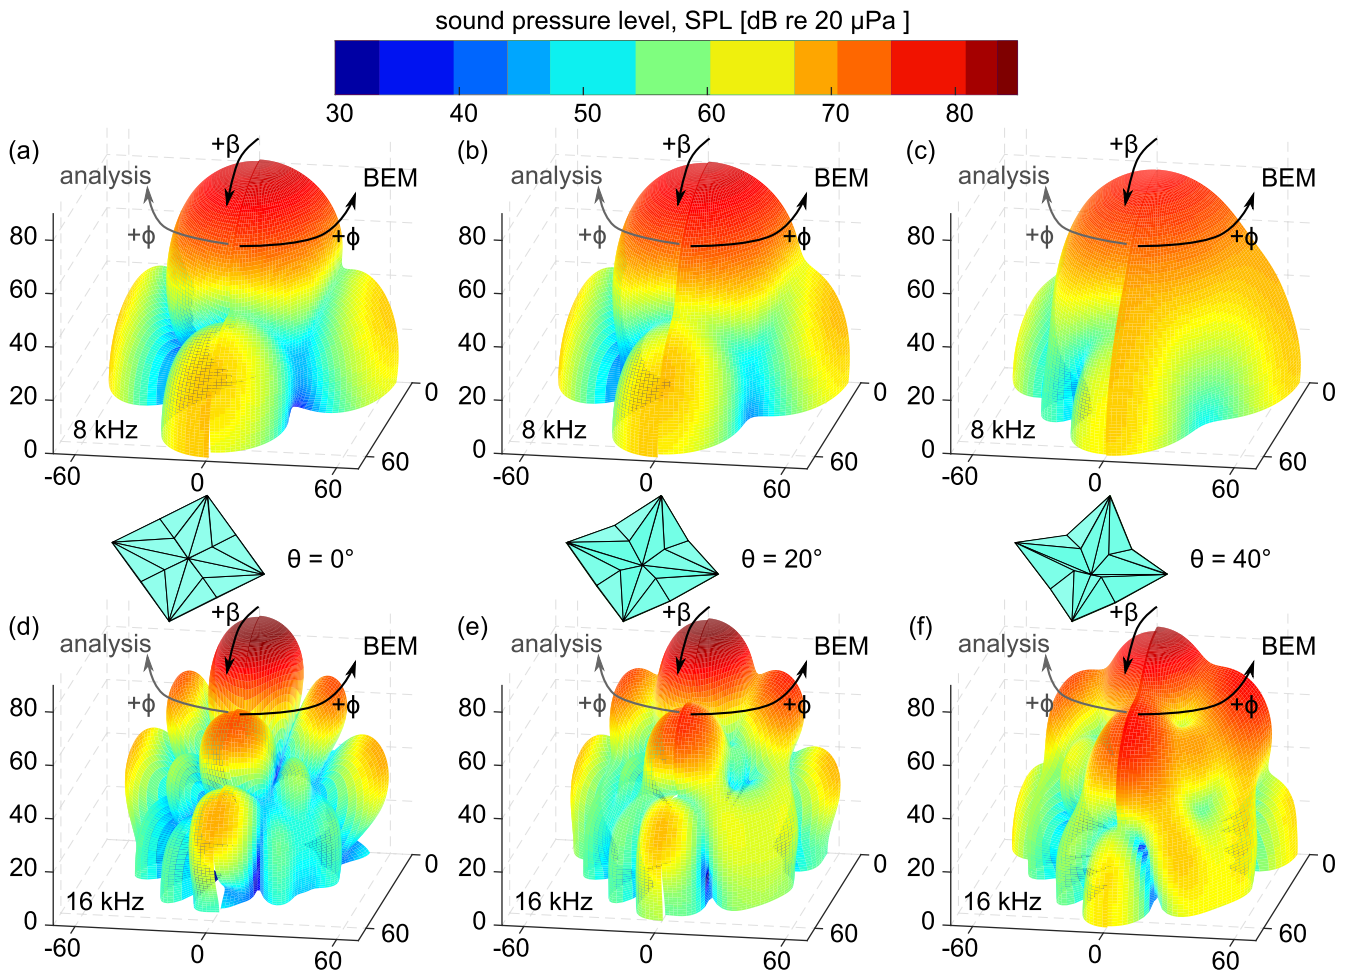 sound pressure level, SPL [dB re 20 µPa ]
30 40 50 60 70 80
(a) +β (b) +β (c) +β
analysis BEM analysis BEM analysis BEM
+ϕ +ϕ +ϕ +ϕ +ϕ +ϕ
80 80 80
60 60 60
40 40 40
20 0 20 0 20 0
8 kHz 8 kHz 8 kHz
0 60 0 60 0 60
-60 0 60 -60 0 60 -60 0 60
θ = 0° θ = 20° θ = 40°
(d) +β (e) +β (f) +β
analysis BEM analysis BEM analysis BEM
+ϕ +ϕ +ϕ +ϕ +ϕ +ϕ
80 80 80
60 60 60
40 40 40
20 0 20 0 20 0
16 kHz 16 kHz 16 kHz
0 60 0 60 0 60
-60 0 60 -60 0 60 -60 0 60